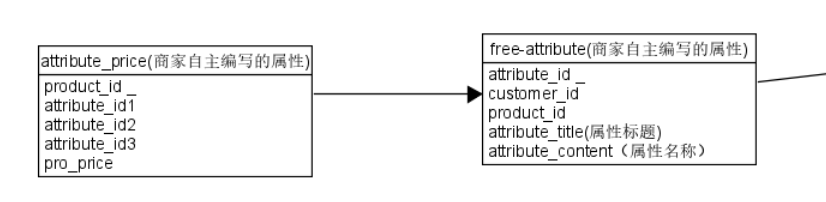 attribute_price(商家自主编写的属性)
product_id _
attribute_id1
attribute_id2
attribute_id3
pro_price
free-attribute(商家自主编写的属性)
attribute_id _
customer_id
product_id
attribute_title(属性标题)
attribute_content（属性名称）